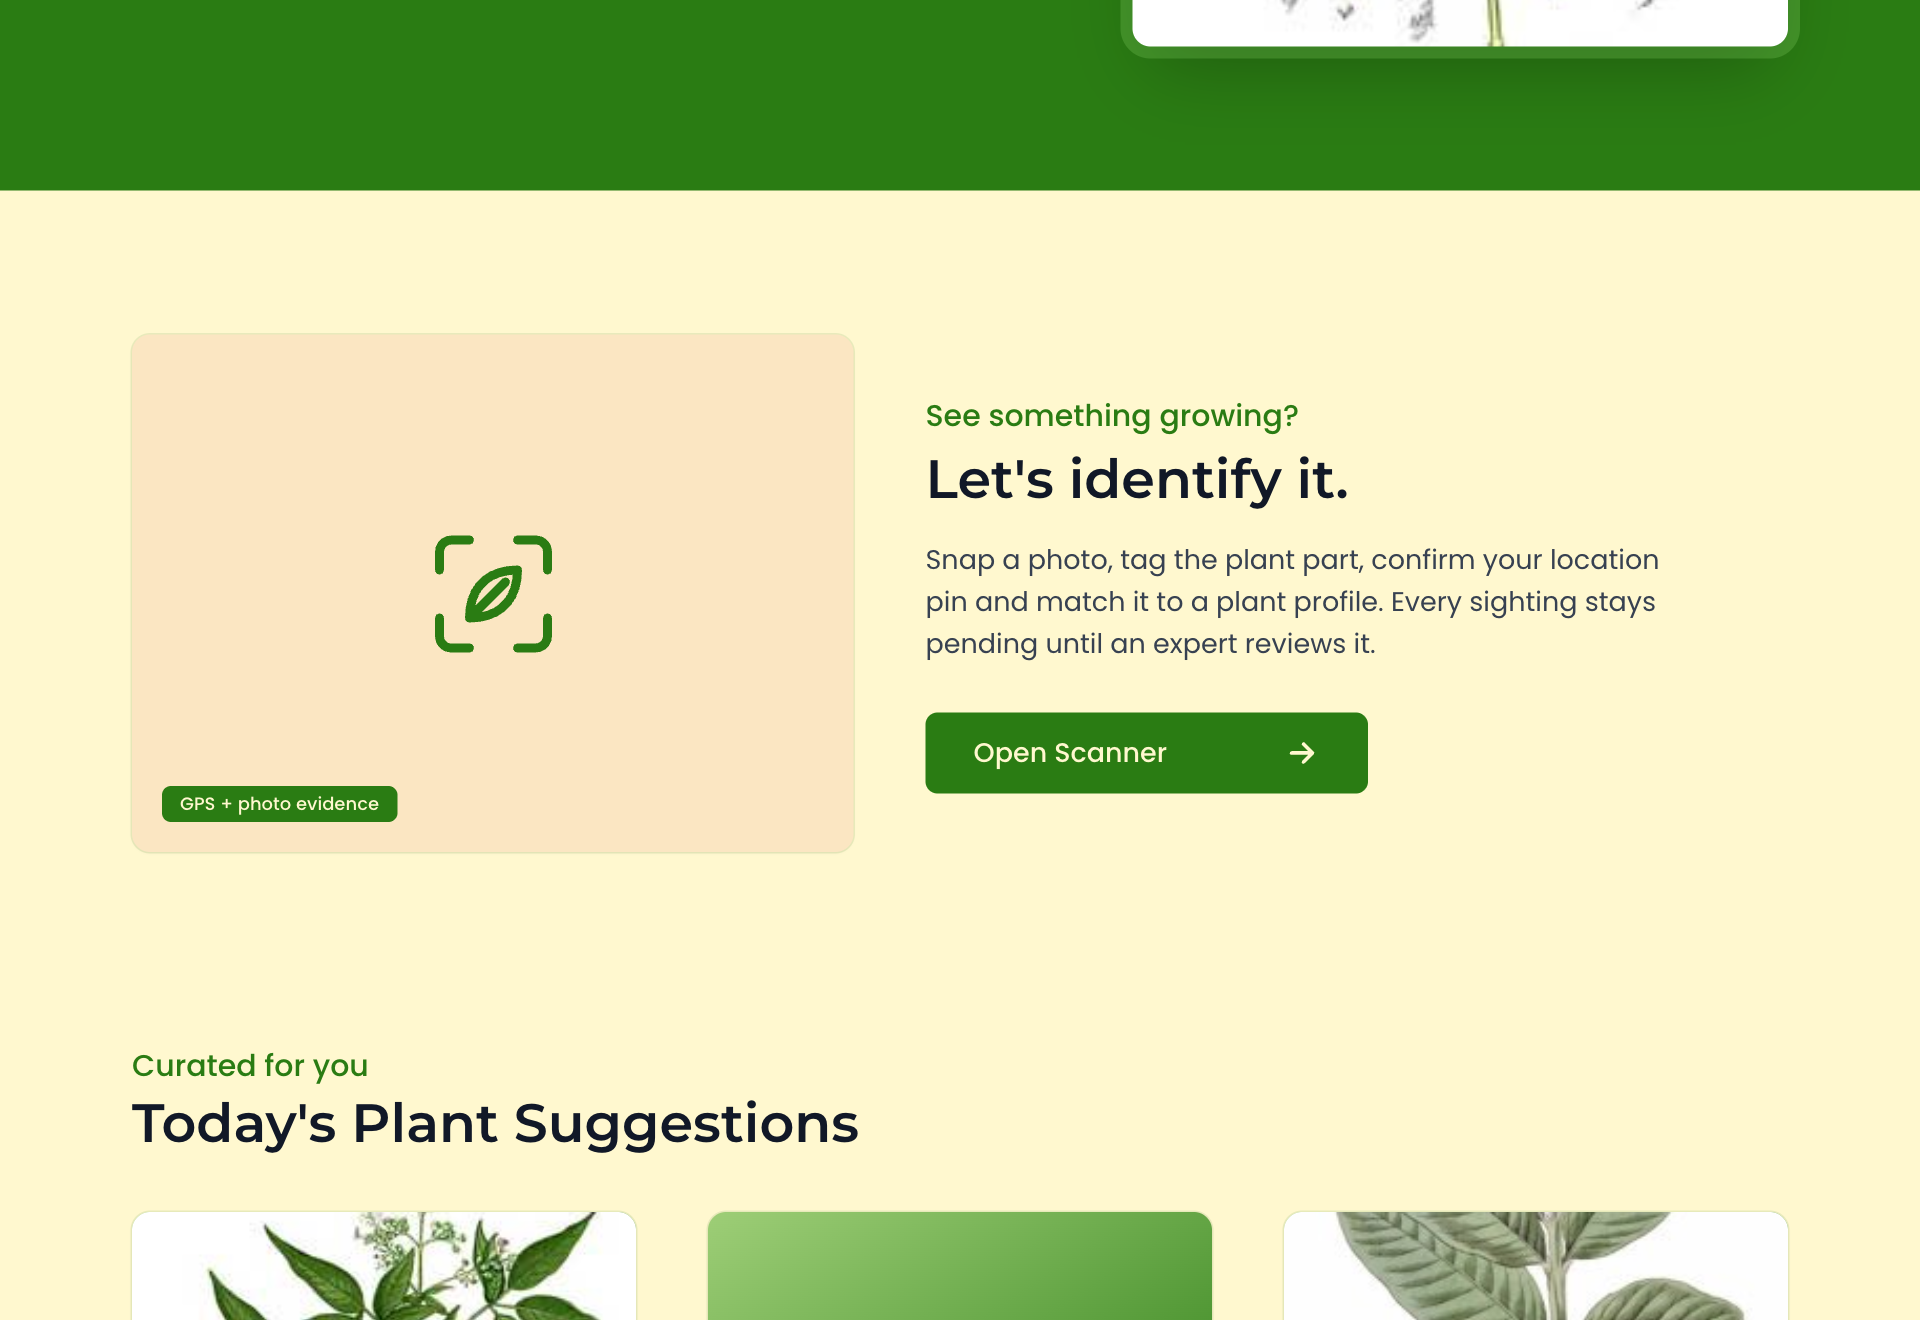 See something growing?
Let's identify it.
Snap a photo, tag the plant part, confirm your location
pin and match it to a plant profile. Every sighting stays
pending until an expert reviews it.
Open Scanner
GPS + photo evidence
Curated for you
Today's Plant Suggestions